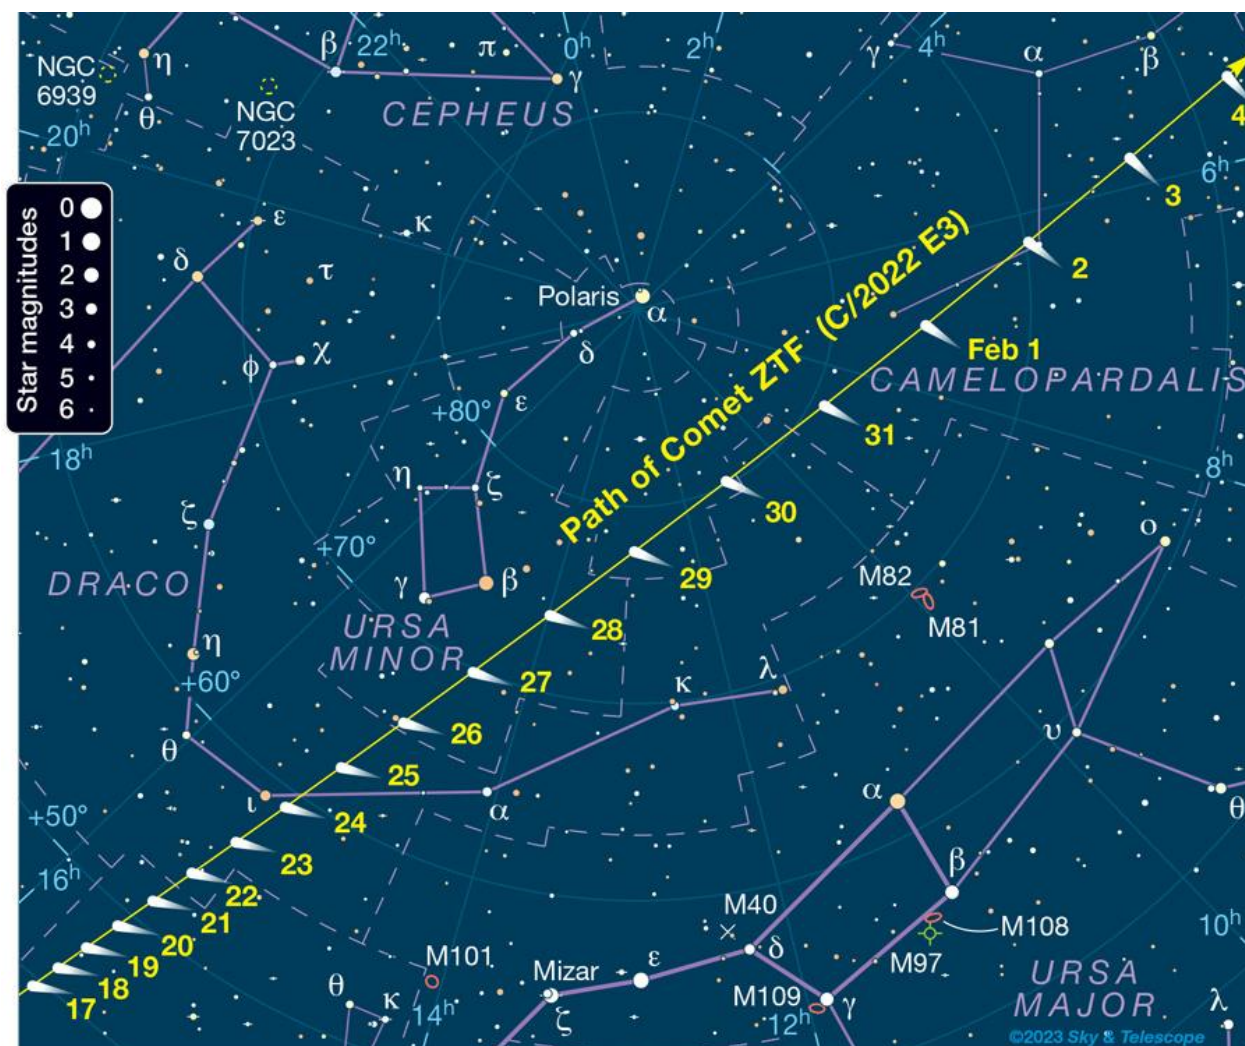 β
22ʰ
π
0ʰ
2ʰ
γ
4ʰ
α
β
η
NGC
6939
θ
NGC
7023
γ
CEPHEUS
4
20ʰ
3
6ʰ
Star magnitudes
0
1
2
3
4
5
6
ε
δ
τ
κ
Polaris
α
2
δ
Feb 1
φ
χ
ε
+80°
CAMELOPARDALIS
31
Path of Comet ZTF (C/2022 E3)
18ʰ
8ʰ
η
ζ
30
ζ
+70°
29
M82
M81
ο
DRACO
γ
β
URSA
MINOR
28
η
27
κ
λ
+60°
26
υ
θ
25
ι
α
24
α
θ
+50°
23
β
16ʰ
22
21
20
19
18
17
M40
M108
10ʰ
M101
Mizar
ε
δ
M97
URSA
MAJOR
θ
κ
14ʰ
ζ
M109
12ʰ
γ
λ
©2023 Sky & Telescope